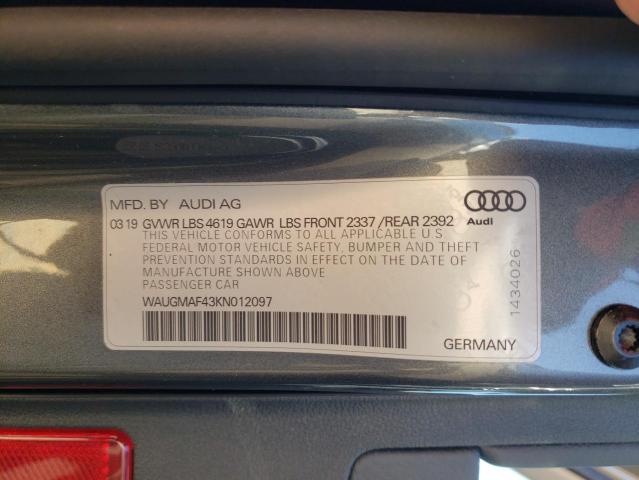 MFD. BY AUDI AG
03 19 GVWR LBS 4619 GAWR LBS FRONT 2337 /REAR 2392
Audi
THIS VEHICLE CONFORMS TO ALL APPLICABLE U.S.
FEDERAL MOTOR VEHICLE SAFETY, BUMPER AND THEFT
PREVENTION STANDARDS IN EFFECT ON THE DATE OF
MANUFACTURE SHOWN ABOVE
PASSENGER CAR
WAUGMAF43KN012097
1434026
GERMANY